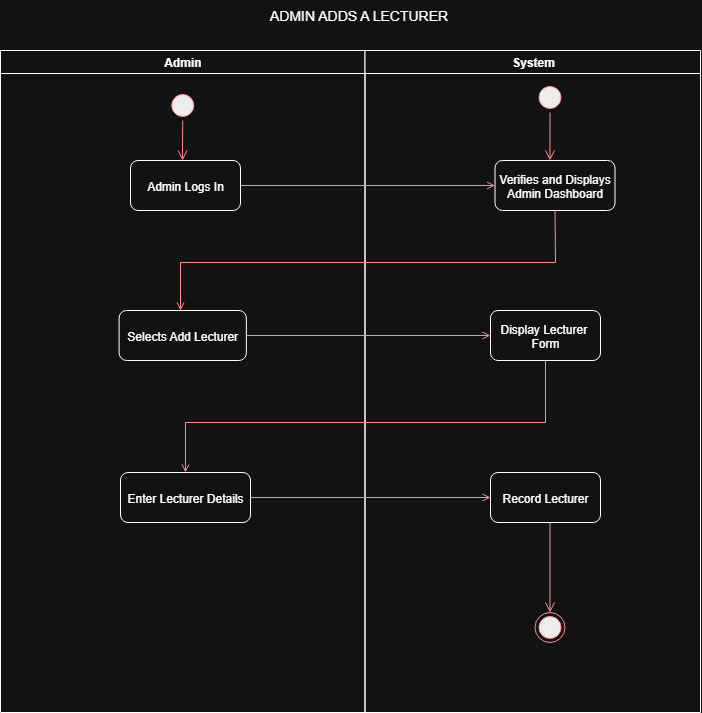 ADMIN ADDS A LECTURER
Admin
System
Admin Logs In
Verifies and Displays
Admin Dashboard
Selects Add Lecturer
Display Lecturer
Form
Enter Lecturer Details
Record Lecturer